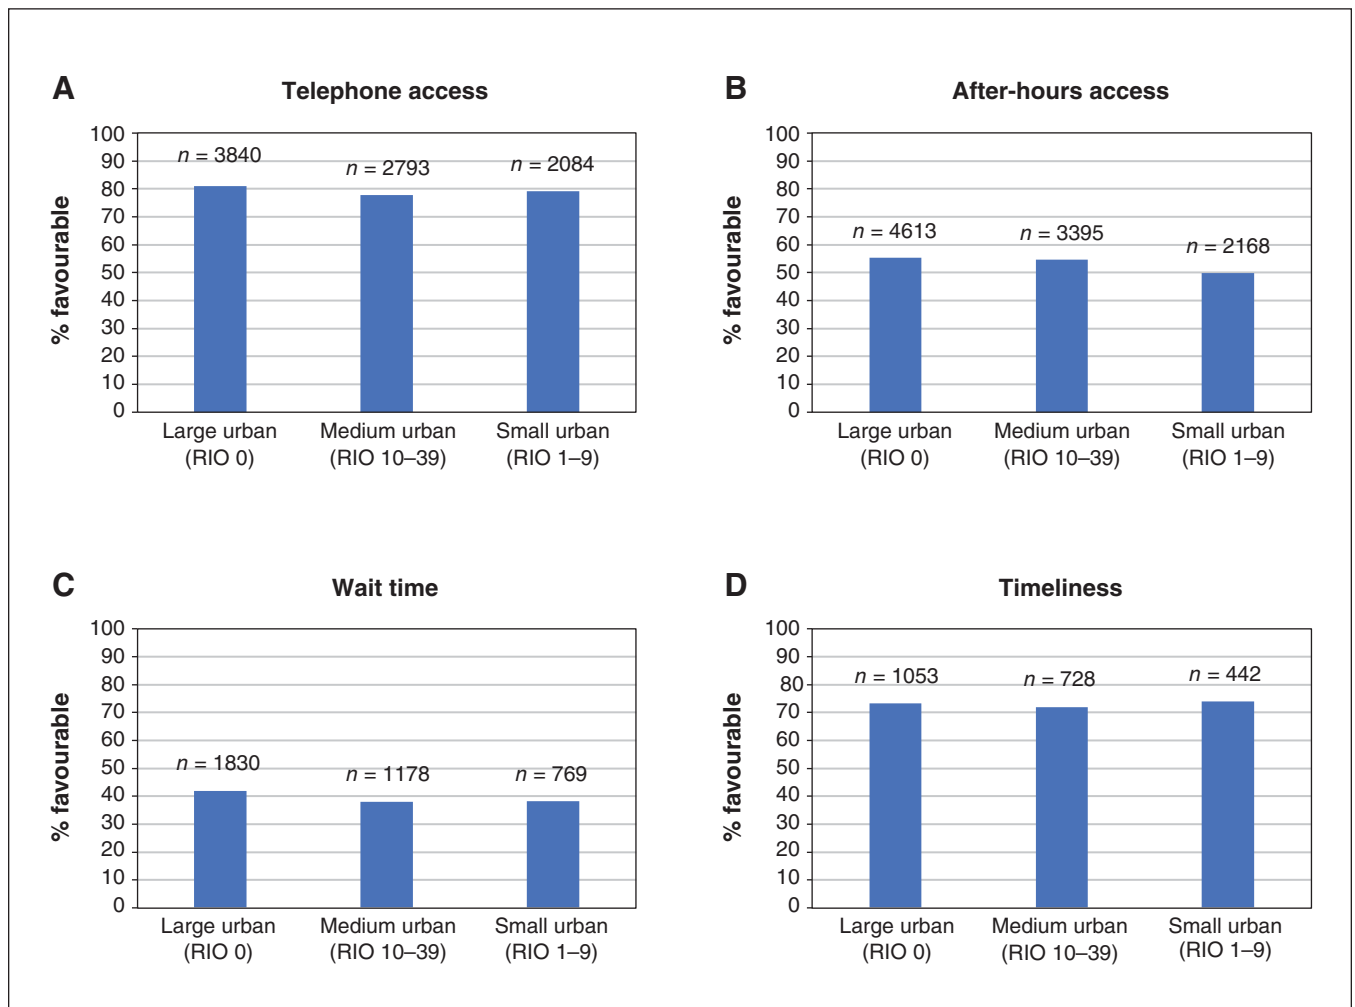 A
Telephone access
% favourable
100
90
80
70
60
50
40
30
20
10
0
n = 3840
n = 2793
n = 2084
Large urban
(RIO 0)
Medium urban
(RIO 10–39)
Small urban
(RIO 1–9)
B
After-hours access
% favourable
100
90
80
70
60
50
40
30
20
10
0
n = 4613
n = 3395
n = 2168
Large urban
(RIO 0)
Medium urban
(RIO 10–39)
Small urban
(RIO 1–9)
C
Wait time
% favourable
100
90
80
70
60
50
40
30
20
10
0
n = 1830
n = 1178
n = 769
Large urban
(RIO 0)
Medium urban
(RIO 10–39)
Small urban
(RIO 1–9)
D
Timeliness
% favourable
100
90
80
70
60
50
40
30
20
10
0
n = 1053
n = 728
n = 442
Large urban
(RIO 0)
Medium urban
(RIO 10–39)
Small urban
(RIO 1–9)